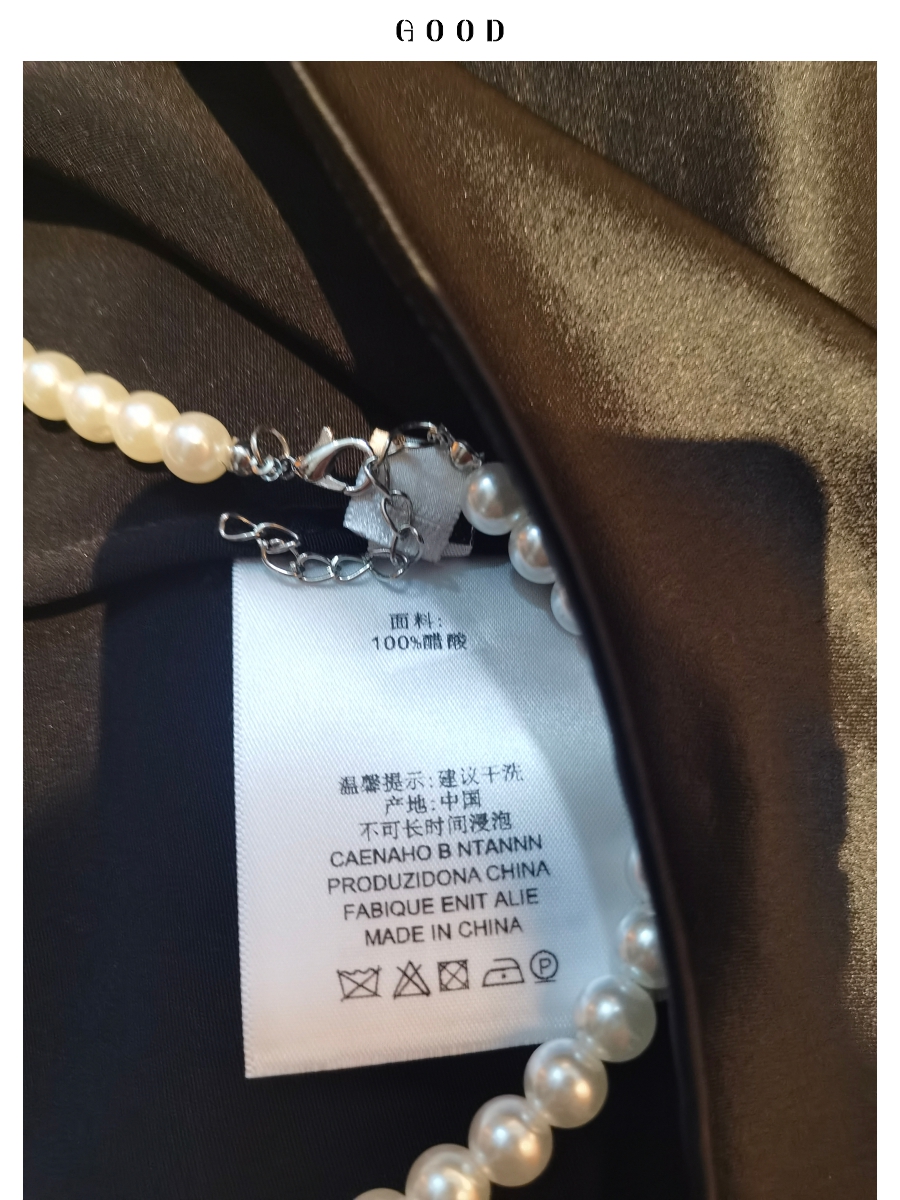 GOOD
面料:
100%醋酸
温馨提示:建议干洗
产地:中国
不可长时间浸泡
CAENAHO B NTANNN
PRODUZIDONA CHINA
FABIQUE ENIT ALIE
MADE IN CHINA
P